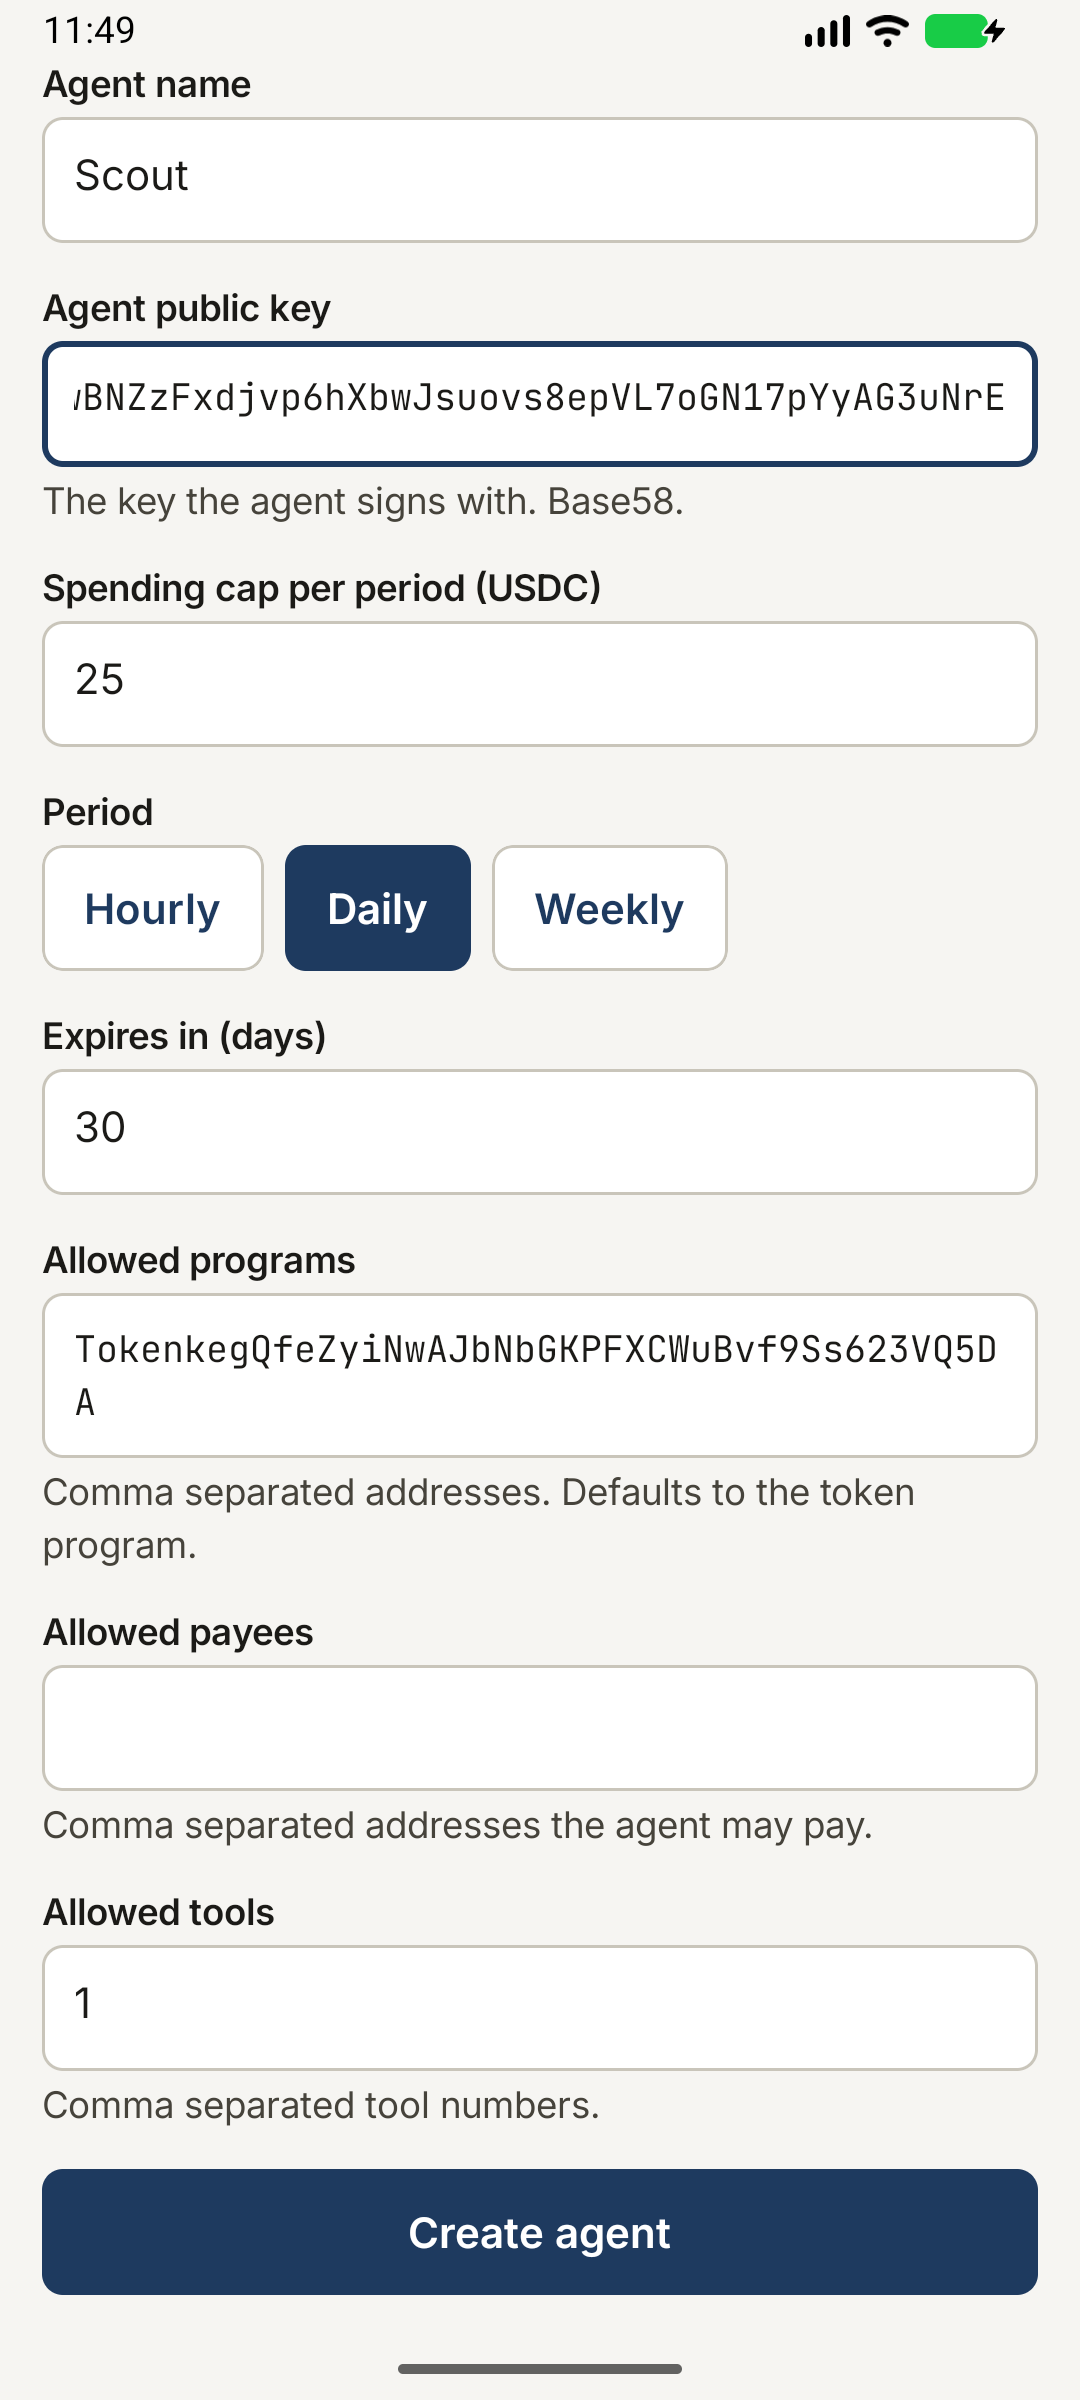 11:49
Agent name
Scout
Agent public key
BNZzFxdjvp6hXbwJsuovs8epVL7oGN17pYyAG3uNrE
The key the agent signs with. Base58.
Spending cap per period (USDC)
25
Period
Hourly Daily Weekly
Expires in (days)
30
Allowed programs
TokenkegQfeZyiNwAJbNbGKPFXCWuBvf9Ss623VQ5D
A
Comma separated addresses. Defaults to the token
program.
Allowed payees
Comma separated addresses the agent may pay.
Allowed tools
1
Comma separated tool numbers.
Create agent